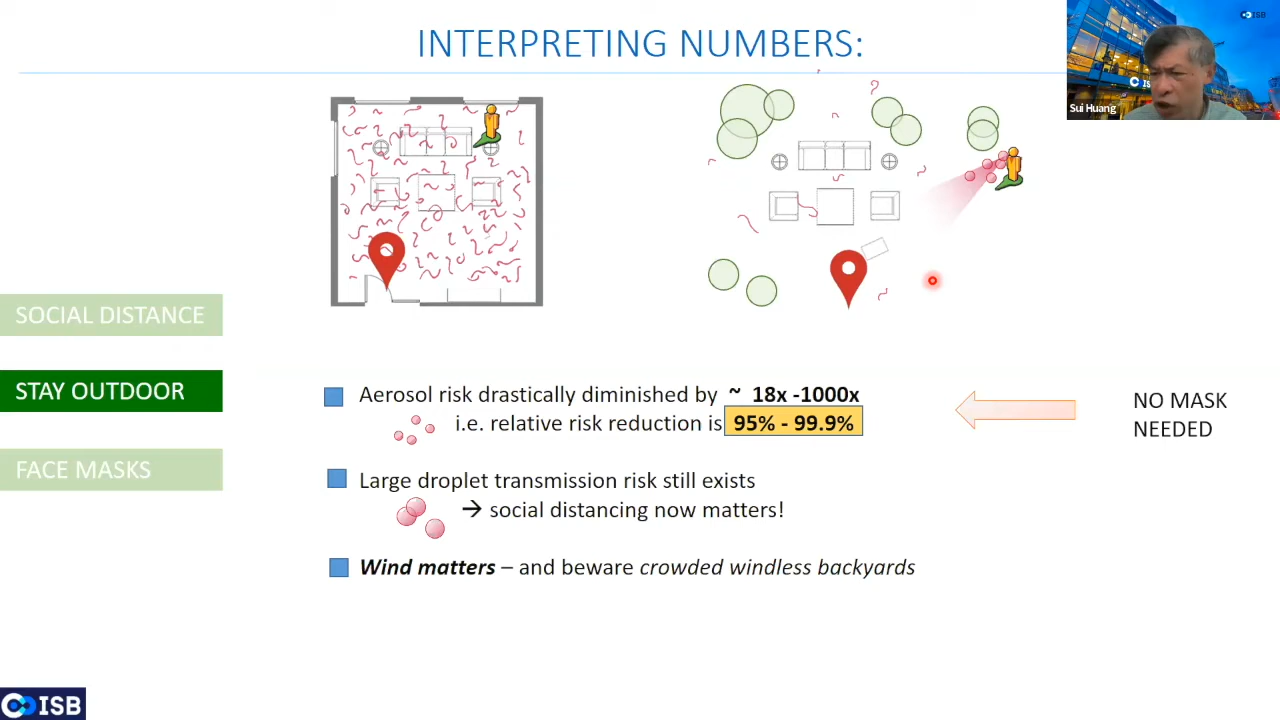 INTERPRETING NUMBERS:
ISB
Sui Huang
SOCIAL DISTANCE
STAY OUTDOOR
FACE MASKS
Aerosol risk drastically diminished by ~ 18x -1000x
i.e. relative risk reduction is 95% - 99.9%
Large droplet transmission risk still exists
→ social distancing now matters!
Wind matters – and beware crowded windless backyards
NO MASK
NEEDED
ISB